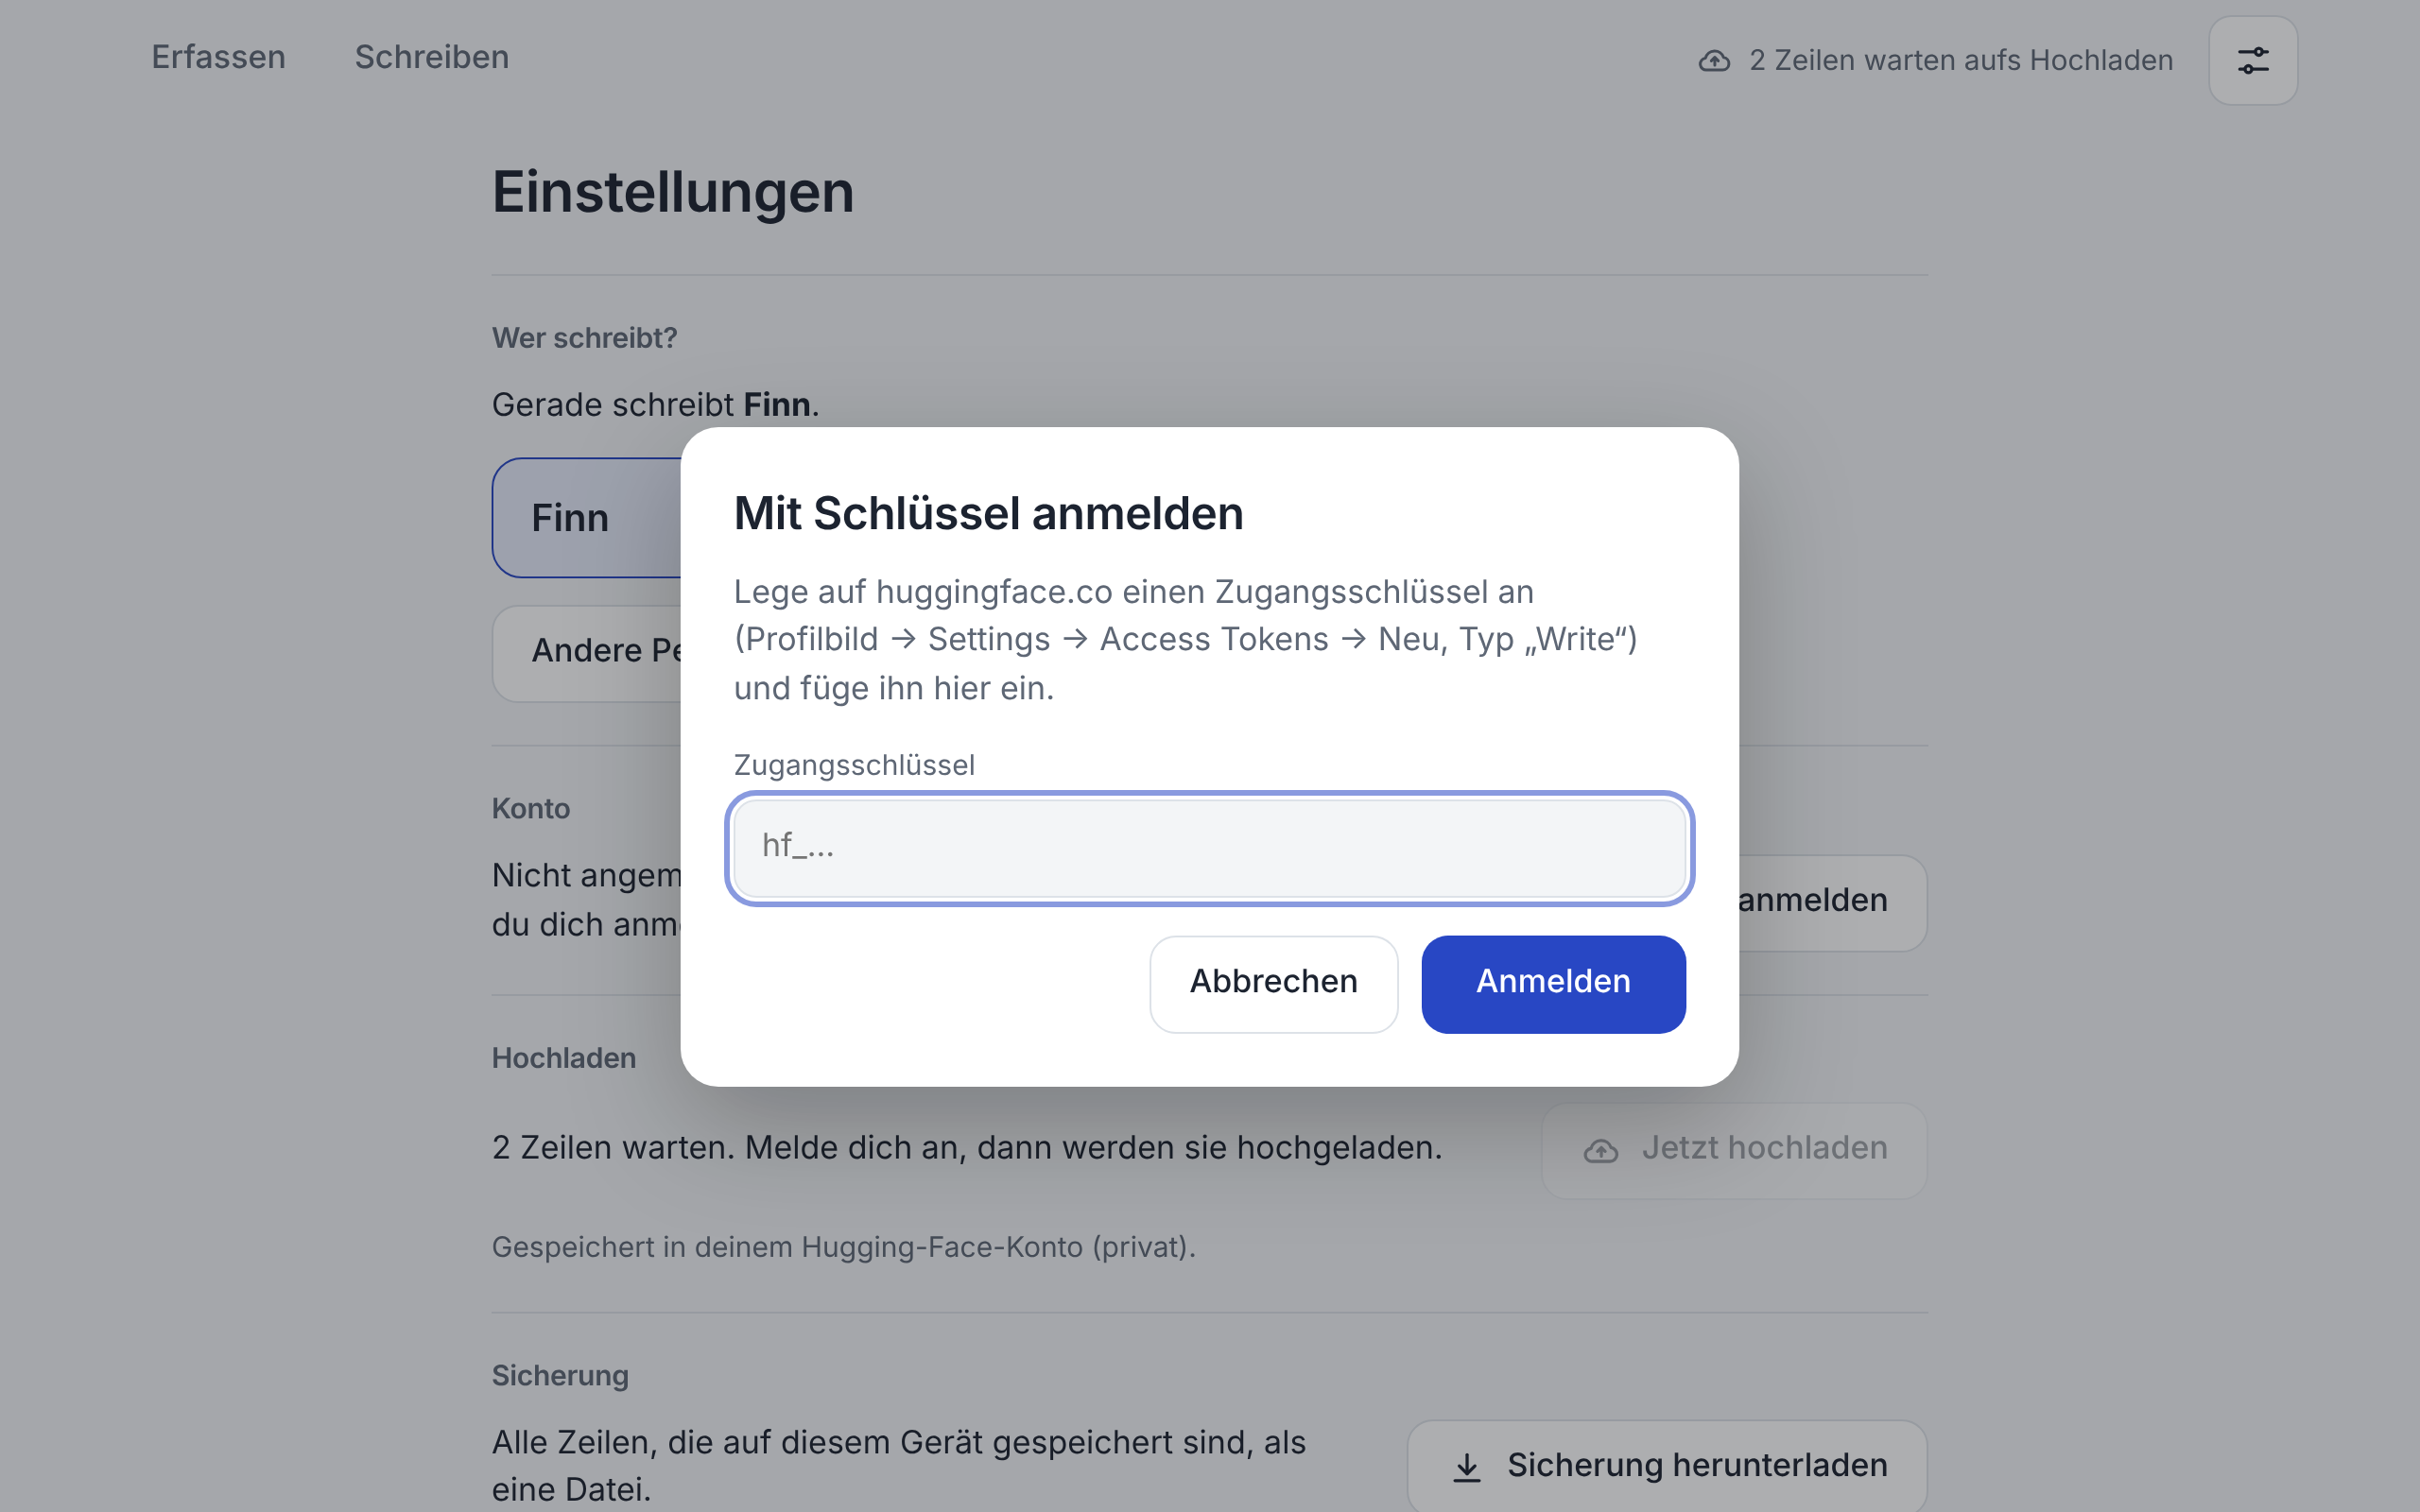 Erfassen
Schreiben
2 Zeilen warten aufs Hochladen
Einstellungen
Wer schreibt?
Gerade schreibt Finn.
Finn
Andere
Mit Schlüssel anmelden
Lege auf huggingface.co einen Zugangsschlüssel an
(Profilbild → Settings → Access Tokens → Neu, Typ „Write“)
und füge ihn hier ein.
Zugangsschlüssel
hf_...
Abbrechen
Anmelden
Konto
Nicht
du dich
anmelden
Hochladen
2 Zeilen warten. Melde dich an, dann werden sie hochgeladen.
Jetzt hochladen
Gespeichert in deinem Hugging-Face-Konto (privat).
Sicherung
Alle Zeilen, die auf diesem Gerät gespeichert sind, als
eine Datei.
Sicherung herunterladen